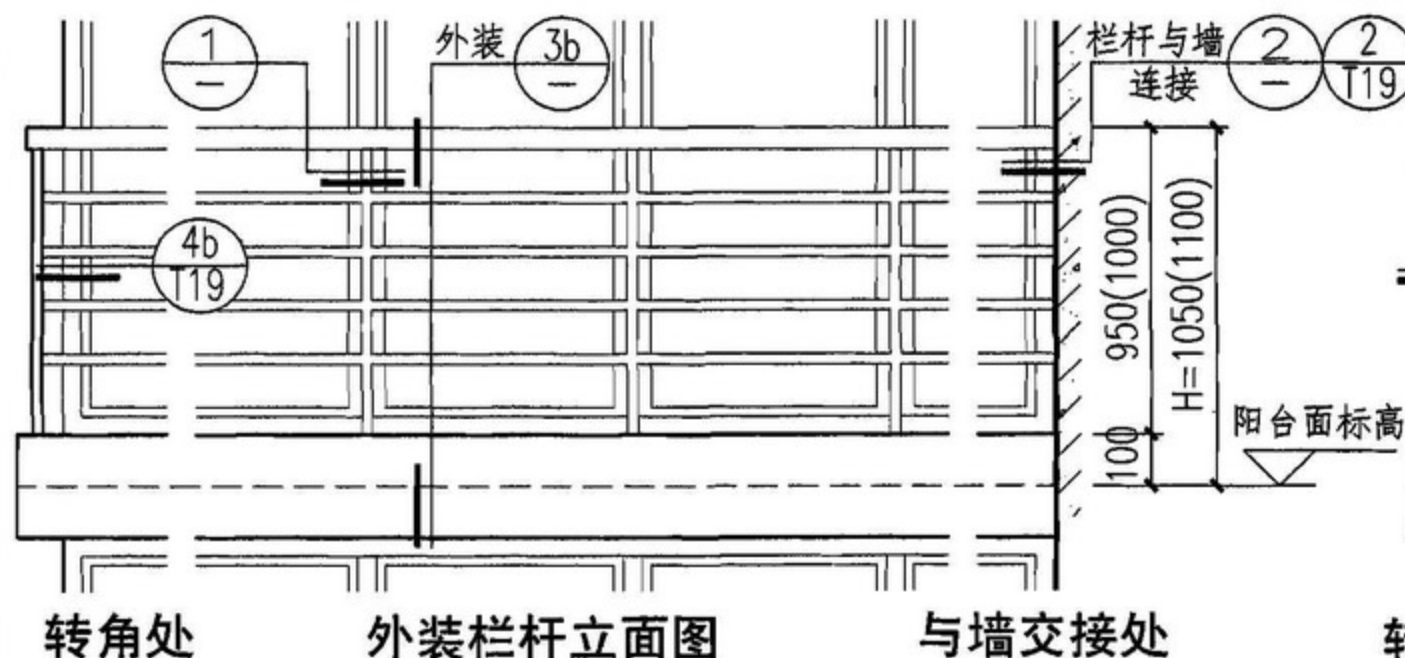 1
—
外装 3b
—
栏杆与墙
连接
2
—
2
T19
4b
T19
950(1000)
100
H=1050(1100)
阳台面标高
转角处
外装栏杆立面图
与墙交接处